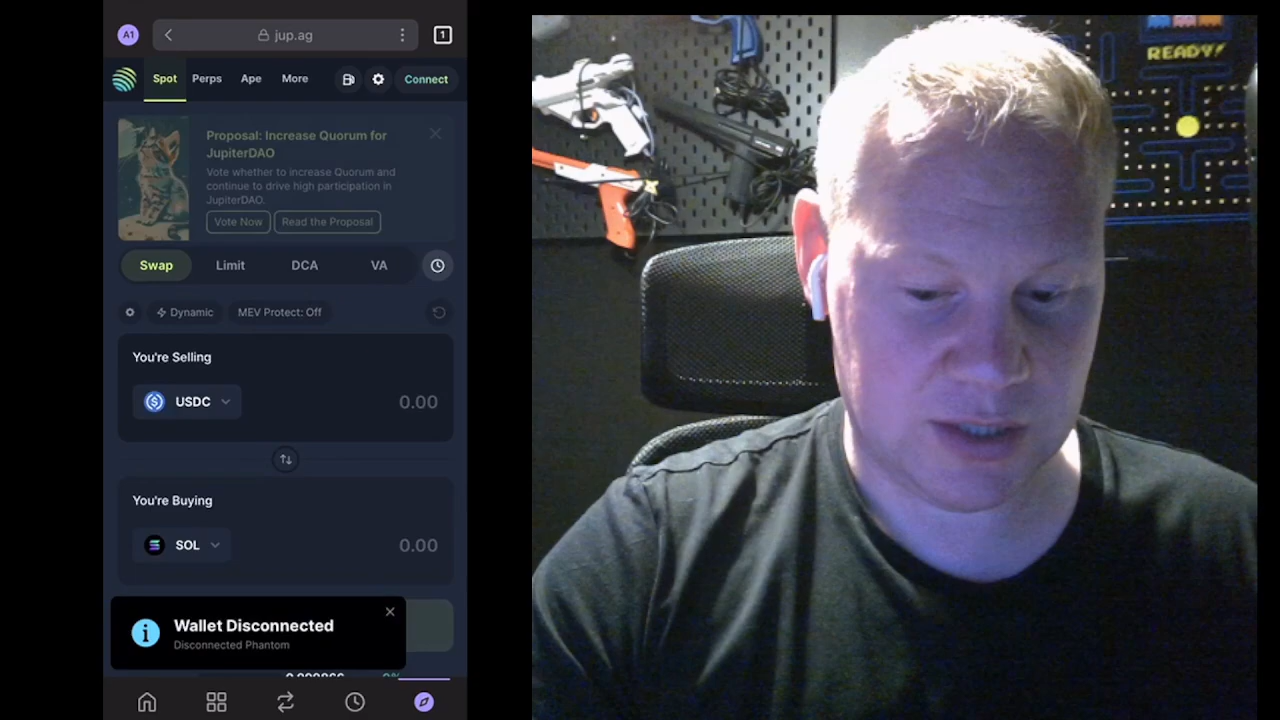 A1
jup.ag
1
Spot
Perps
Ape
More
Connect
Proposal: Increase Quorum for
JupiterDAO
Vote whether to increase Quorum and
continue to drive high participation in
JupiterDAO.
Vote Now
Read the Proposal
Swap
Limit
DCA
VA
Dynamic
MEV Protect: Off
You're Selling
USDC
0.00
You're Buying
SOL
0.00
Wallet Disconnected
Disconnected Phantom
READY!